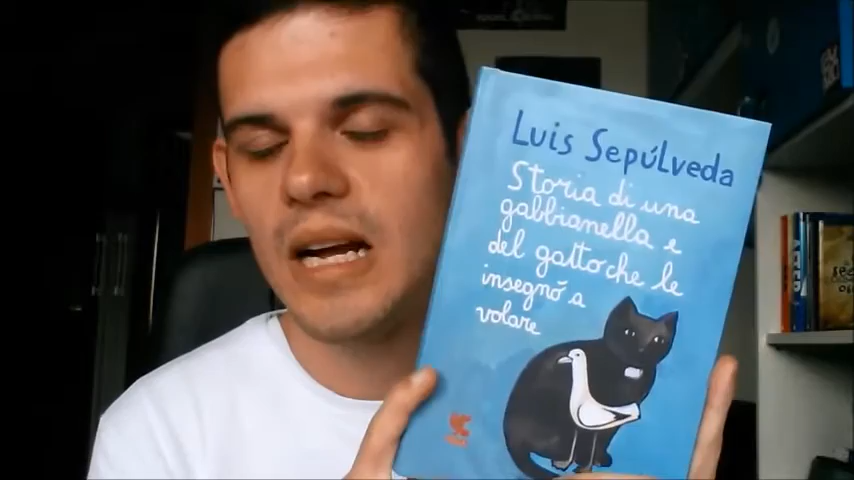 Luis Sepúlveda
Storia di una
gabbianella e
del gatto che le
insegnò a
volare